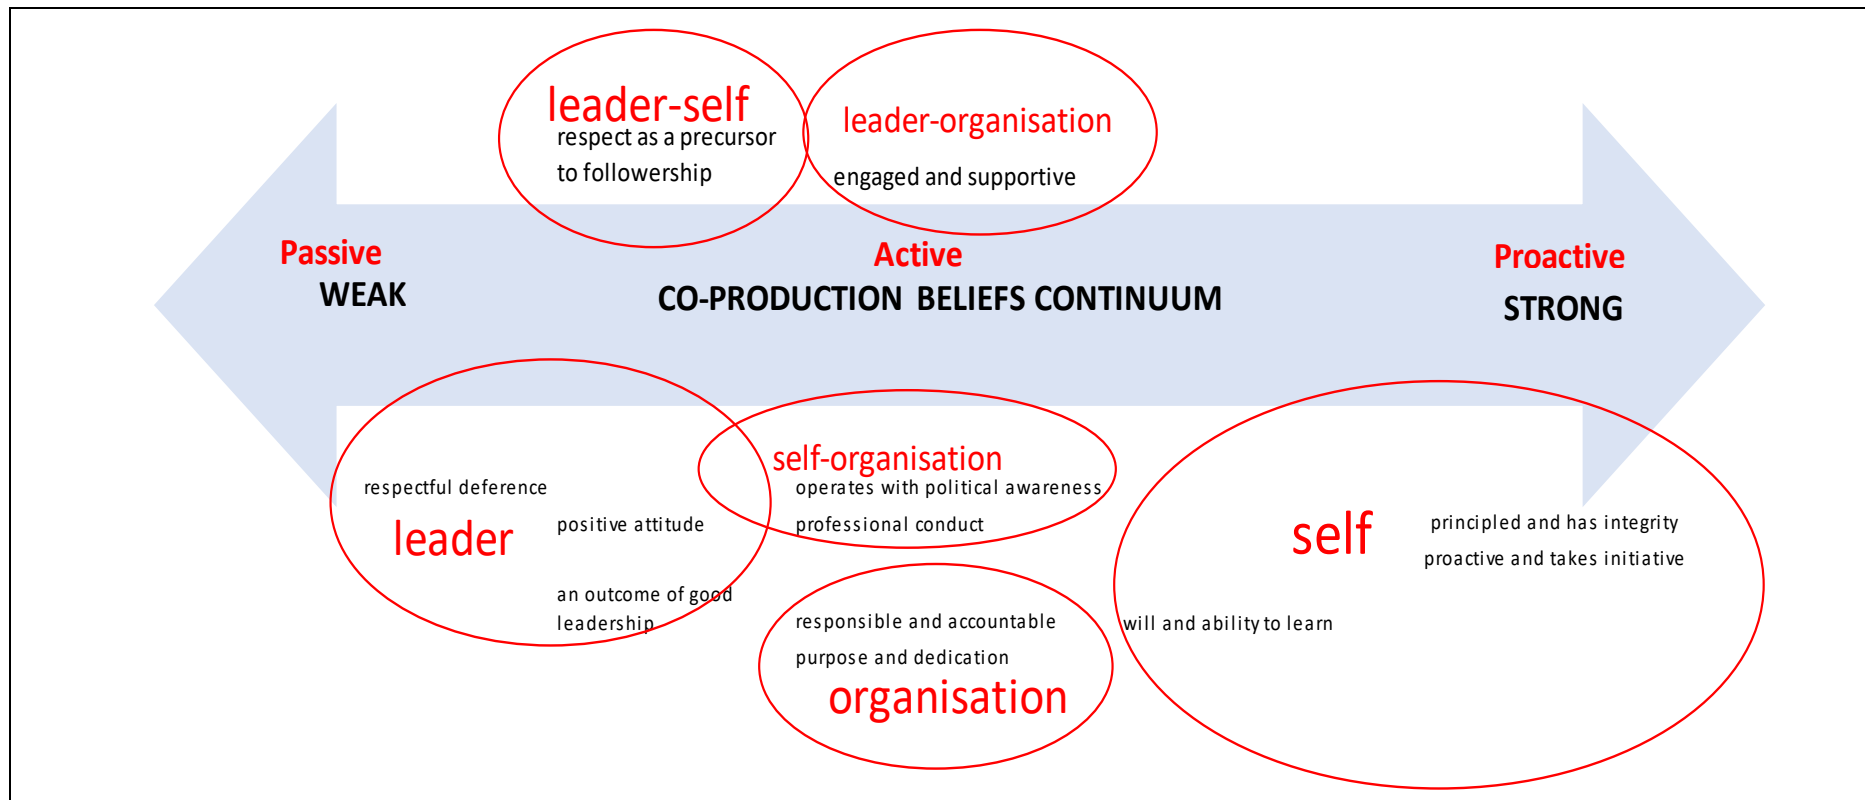 leader-self
respect as a precursor
to followership
leader-organisation
engaged and supportive
Passive
WEAK
Active
CO-PRODUCTION BELIEFS CONTINUUM
Proactive
STRONG
respectful deference
leader
positive attitude
an outcome of good
leadership
self-organisation
operates with political awareness
professional conduct
responsible and accountable
purpose and dedication
organisation
self
principled and has integrity
proactive and takes initiative
will and ability to learn